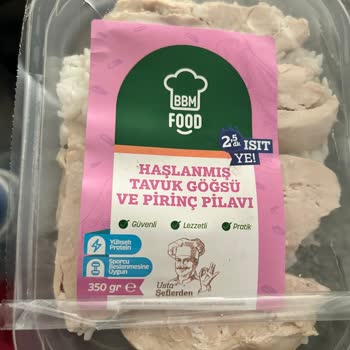 BBM
FOOD
2,5 dk ISIT
YE!
HAŞLANMIŞ
TAVUK GÖĞSÜ
VE PİRİNÇ PİLAVI
Güvenli Lezzetli Pratik
Yüksek
Protein
Sporcu
Beslenmesine
Uygun
350 gr ℮
Usta
Şeflerden